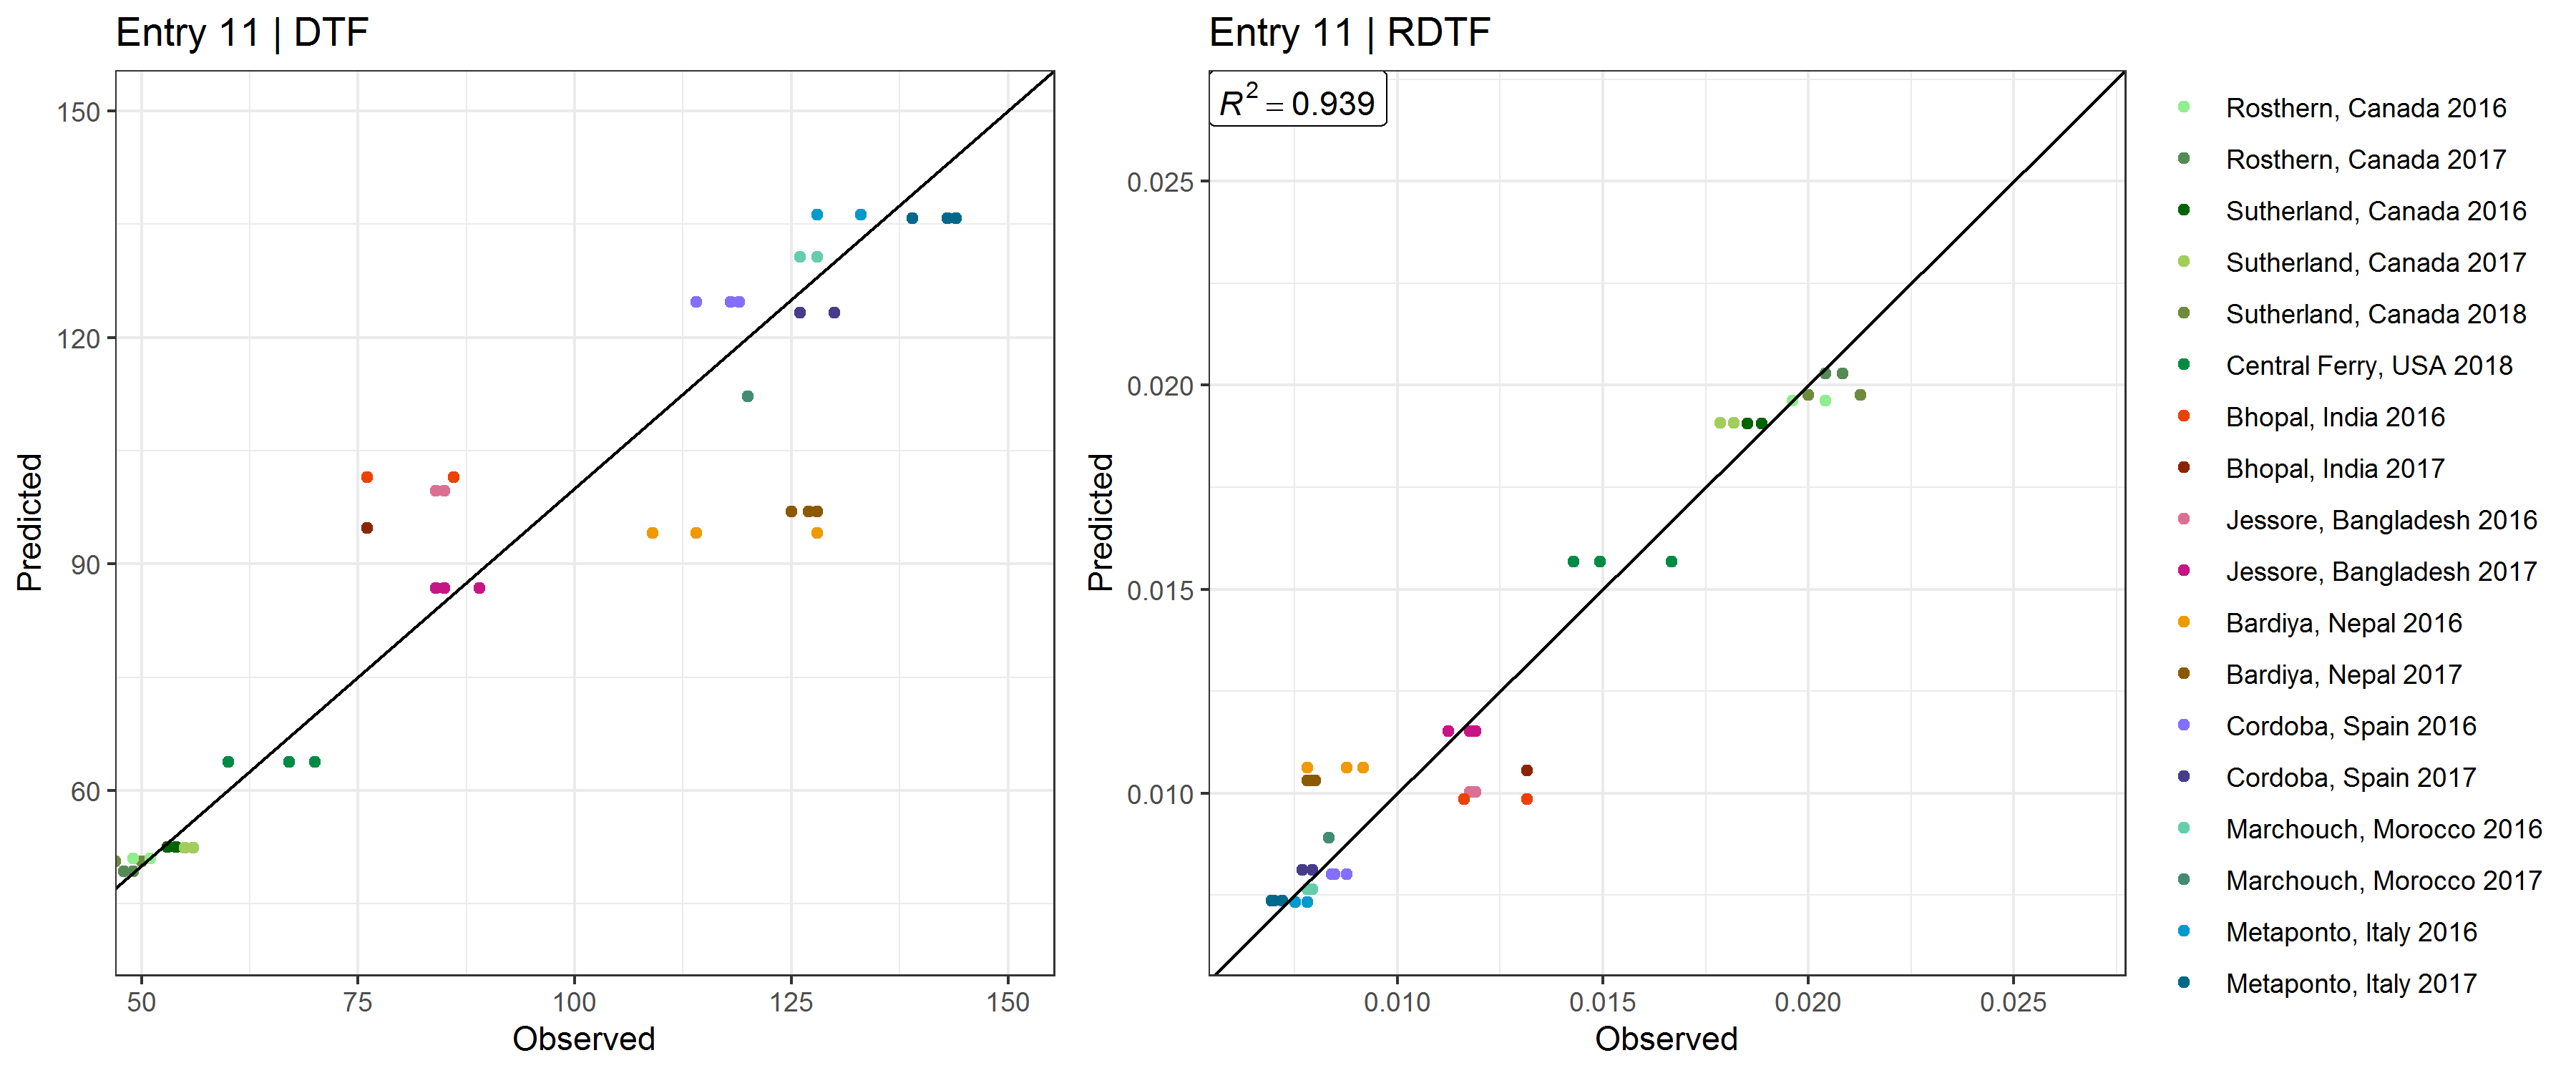 Entry 11 | DTF
150
120
90
60
Predicted
50
75
100
125
150
Observed
Entry 11 | RDTF
R² = 0.939
0.025
0.020
0.015
0.010
Predicted
0.010
0.015
0.020
0.025
Observed
Rosthern, Canada 2016
Rosthern, Canada 2017
Sutherland, Canada 2016
Sutherland, Canada 2017
Sutherland, Canada 2018
Central Ferry, USA 2018
Bhopal, India 2016
Bhopal, India 2017
Jessore, Bangladesh 2016
Jessore, Bangladesh 2017
Bardiya, Nepal 2016
Bardiya, Nepal 2017
Cordoba, Spain 2016
Cordoba, Spain 2017
Marchouch, Morocco 2016
Marchouch, Morocco 2017
Metaponto, Italy 2016
Metaponto, Italy 2017